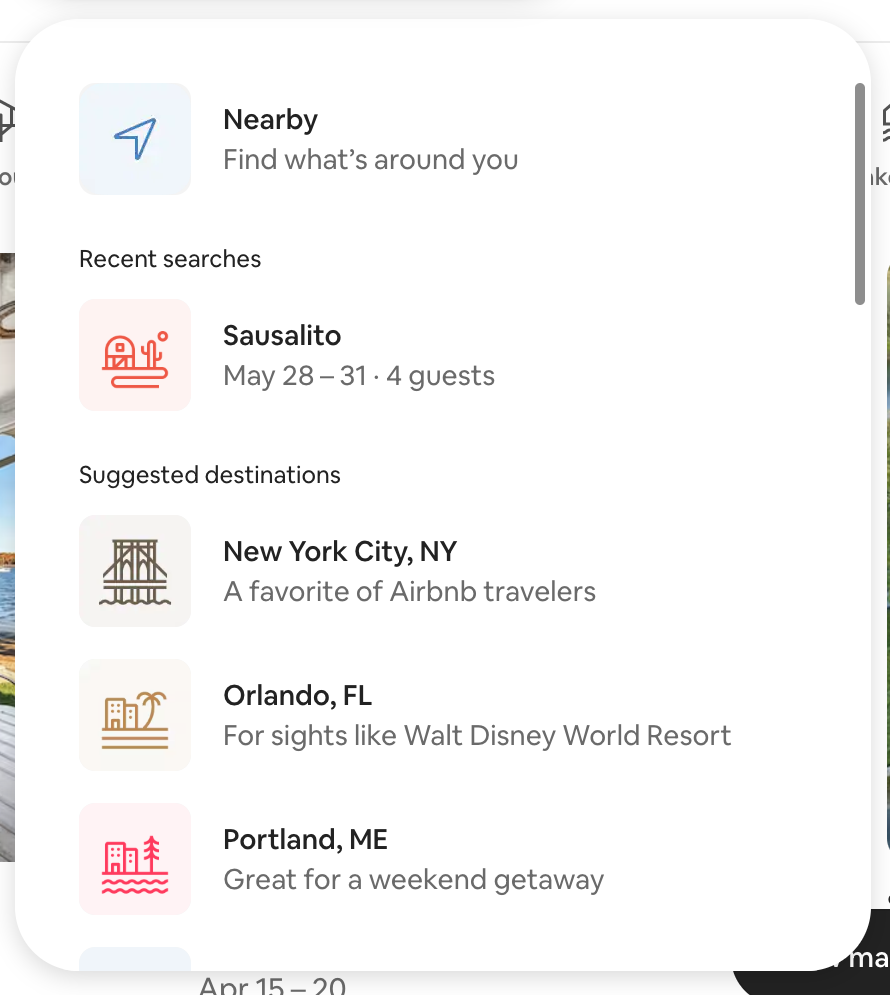 Nearby
Find what’s around you
Recent searches
Sausalito
May 28 – 31 · 4 guests
Suggested destinations
New York City, NY
A favorite of Airbnb travelers
Orlando, FL
For sights like Walt Disney World Resort
Portland, ME
Great for a weekend getaway
Apr 15 – 20